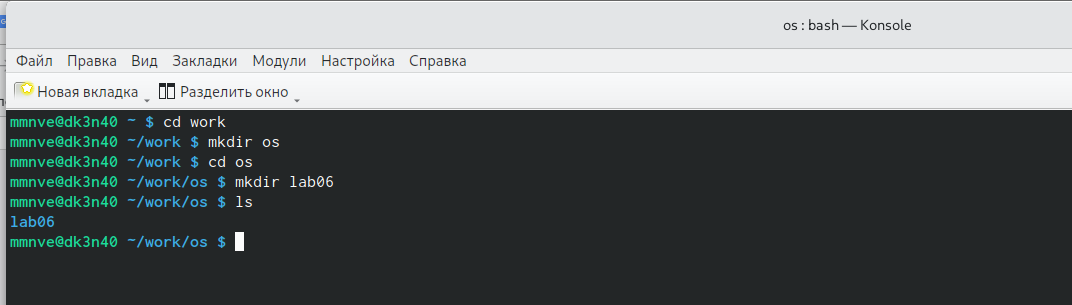 os : bash — Konsole
Файл Правка Вид Закладки Модули Настройка Справка
Новая вкладка Разделить окно
mmnve@dk3n40 ~ $ cd work
mmnve@dk3n40 ~/work $ mkdir os
mmnve@dk3n40 ~/work $ cd os
mmnve@dk3n40 ~/work/os $ mkdir lab06
mmnve@dk3n40 ~/work/os $ ls
lab06
mmnve@dk3n40 ~/work/os $